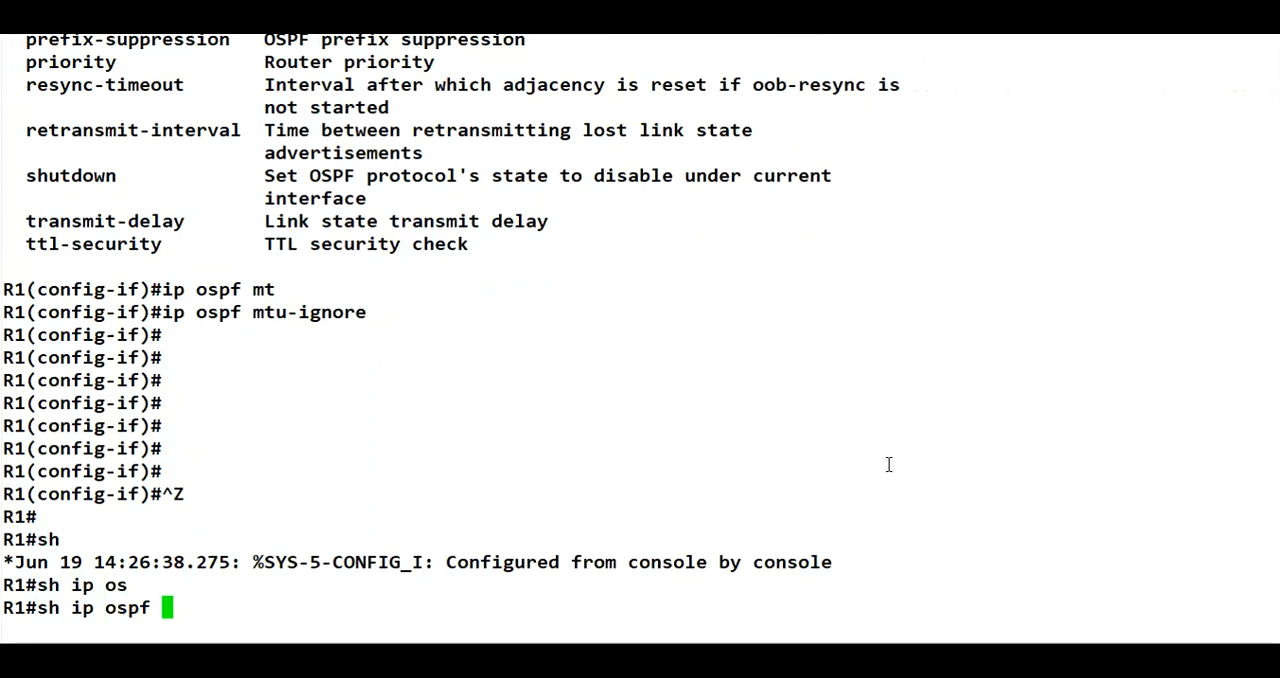 prefix-suppression   OSPF prefix suppression
priority             Router priority
resync-timeout       Interval after which adjacency is reset if oob-resync is
                     not started
retransmit-interval  Time between retransmitting lost link state
                     advertisements
shutdown             Set OSPF protocol's state to disable under current
                     interface
transmit-delay       Link state transmit delay
ttl-security         TTL security check
R1(config-if)#ip ospf mt
R1(config-if)#ip ospf mtu-ignore
R1(config-if)#
R1(config-if)#
R1(config-if)#
R1(config-if)#
R1(config-if)#
R1(config-if)#
R1(config-if)#
R1(config-if)#^Z
R1#
R1#sh
*Jun 19 14:26:38.275: %SYS-5-CONFIG_I: Configured from console by console
R1#sh ip os
R1#sh ip ospf